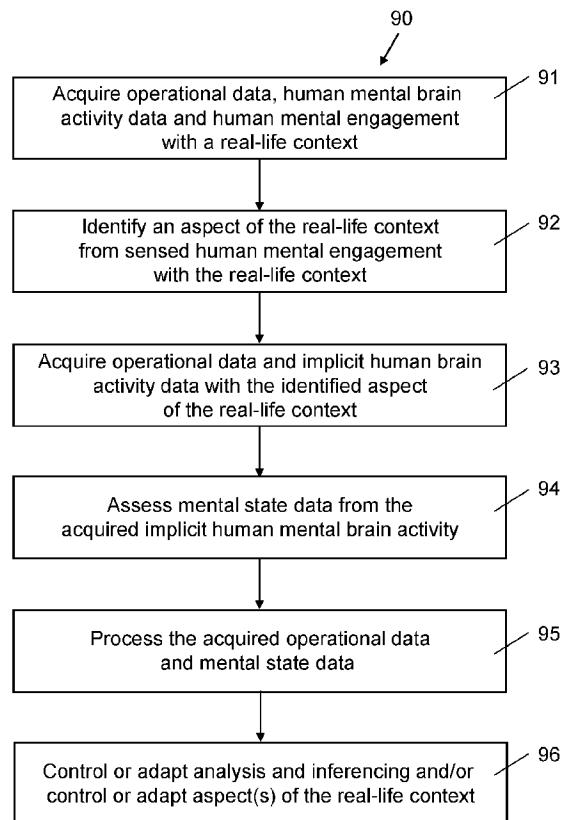 90
Acquire operational data, human mental brain
activity data and human mental engagement
with a real-life context
91
Identify an aspect of the real-life context
from sensed human mental engagement
with the real-life context
92
Acquire operational data and implicit human brain
activity data with the identified aspect
of the real-life context
93
Assess mental state data from the
acquired implicit human mental brain activity
94
Process the acquired operational data
and mental state data
95
Control or adapt analysis and inferencing and/or
control or adapt aspect(s) of the real-life context
96